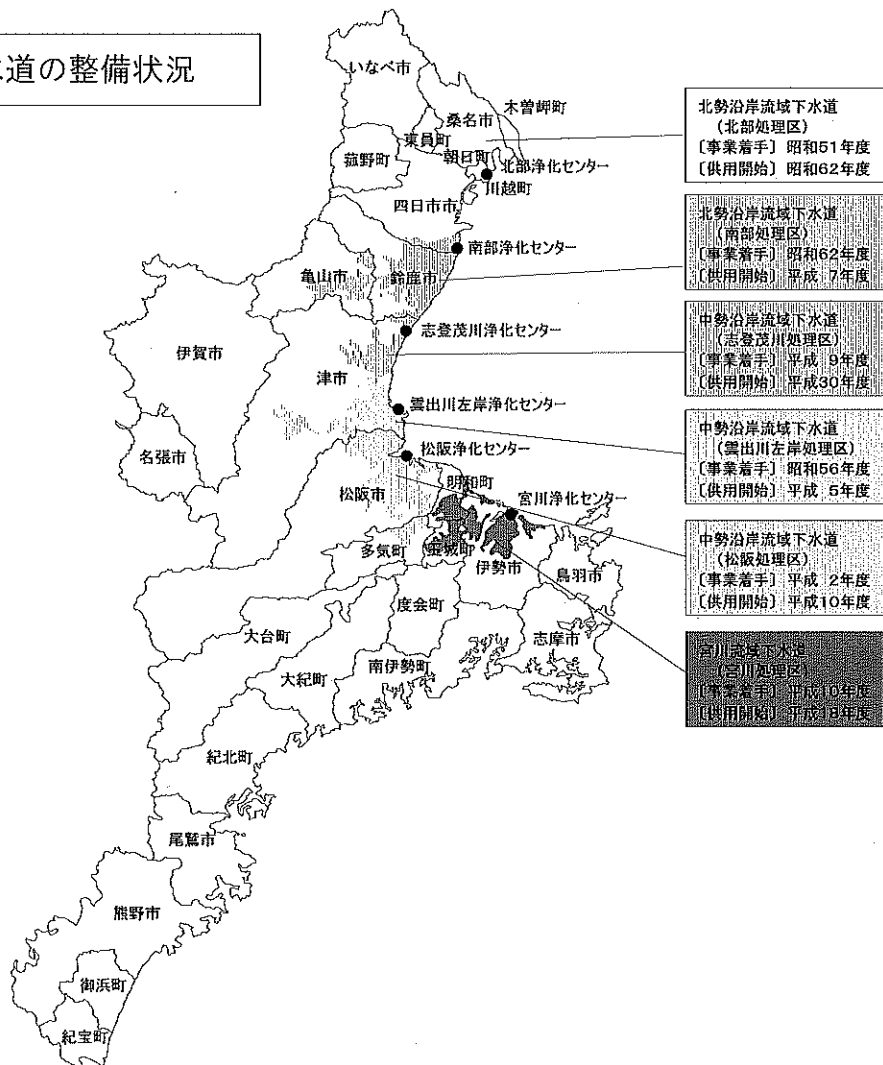 道の整備状況
いなべ市
木曽岬町
桑名市
東員町
朝日町
菰野町
北部浄化センター
川越町
四日市市
南部浄化センター
亀山市
鈴鹿市
志登茂川浄化センター
伊賀市
津市
雲出川左岸浄化センター
名張市
松阪浄化センター
松阪市
明和町
宮川浄化センター
多気町
玉城町
伊勢市
鳥羽市
度会町
大台町
志摩市
大紀町
南伊勢町
紀北町
尾鷲市
熊野市
御浜町
紀宝町
北勢沿岸流域下水道
(北部処理区)
〔事業着手〕昭和51年度
〔供用開始〕昭和62年度
北勢沿岸流域下水道
(南部処理区)
〔事業着手〕昭和62年度
〔供用開始〕平成 7年度
中勢沿岸流域下水道
(志登茂川処理区)
〔事業着手〕平成 9年度
〔供用開始〕平成30年度
中勢沿岸流域下水道
(雲出川左岸処理区)
〔事業着手〕昭和56年度
〔供用開始〕平成 5年度
中勢沿岸流域下水道
(松阪処理区)
〔事業着手〕平成 2年度
〔供用開始〕平成10年度
宮川流域下水道
(宮川処理区)
〔事業着手〕平成10年度
〔供用開始〕平成18年度